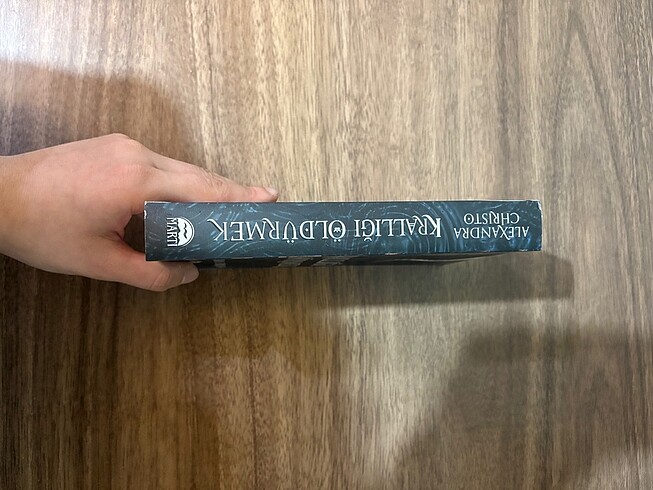 ALEXANDRA
CHRISTO
KRALLIĞI ÖLDÜRMEK
MARTI